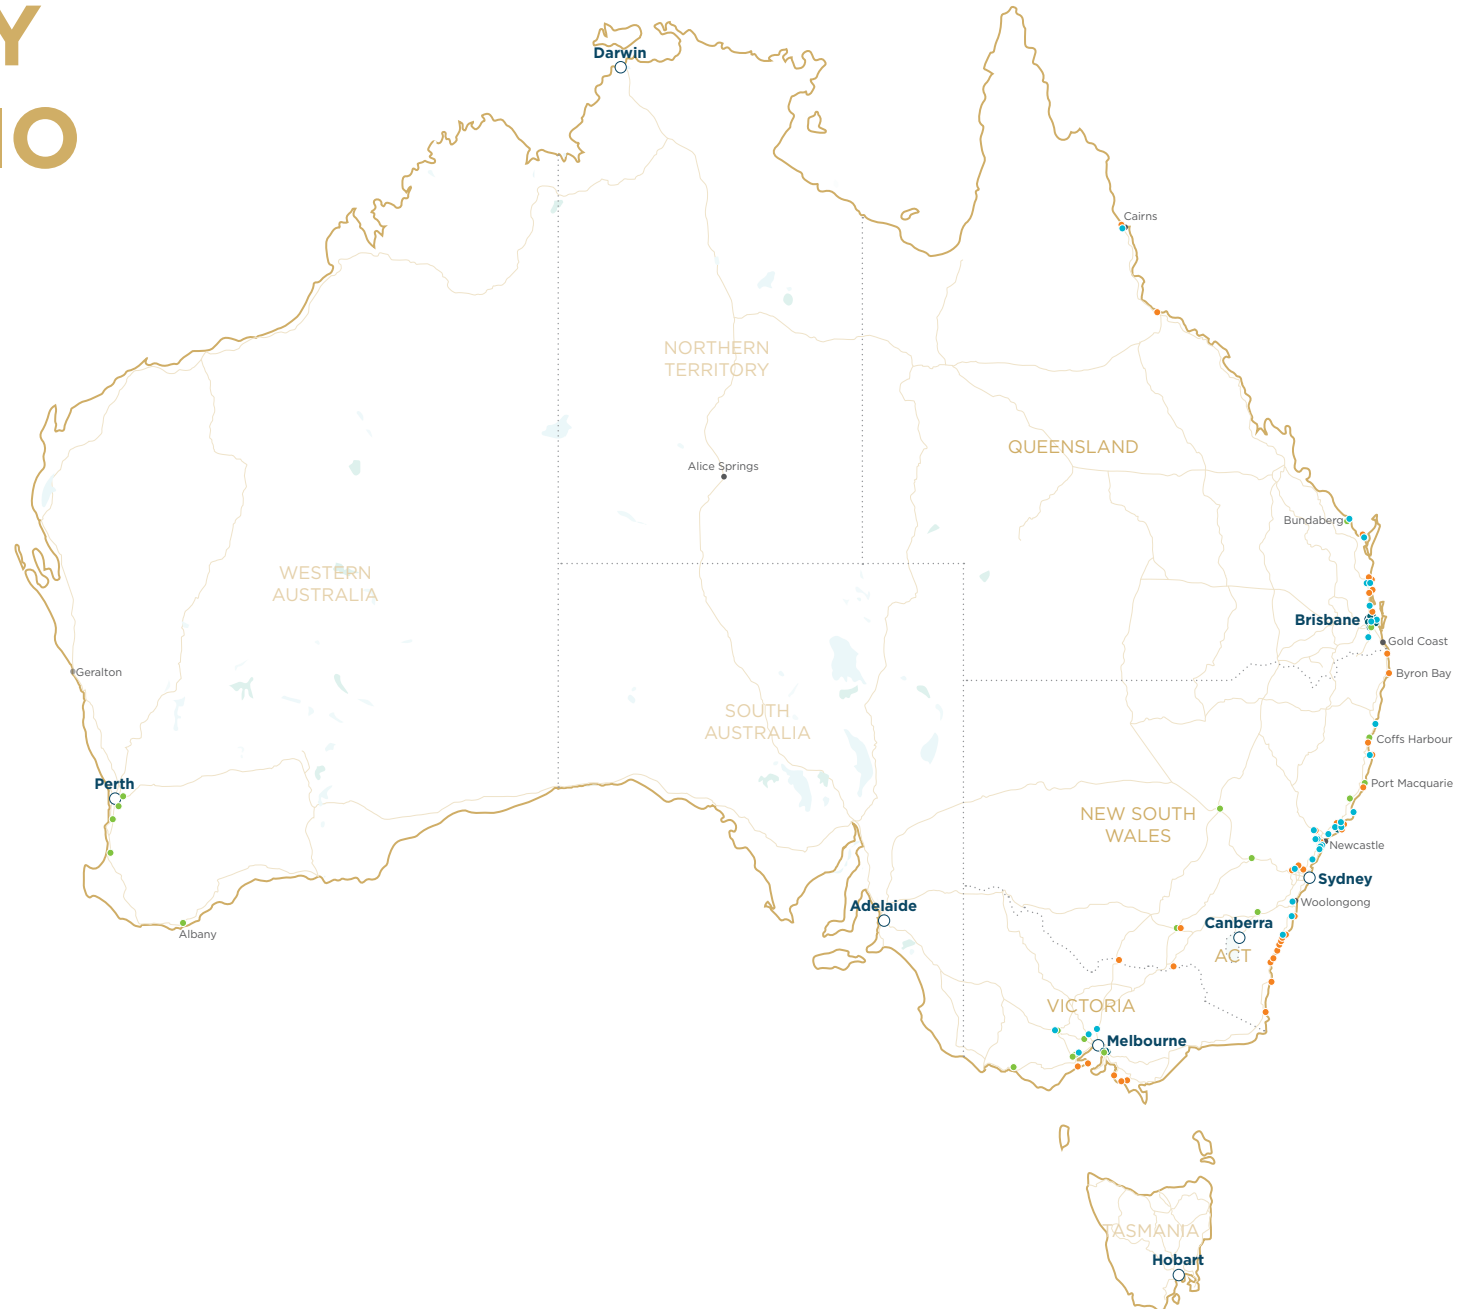 Y
IO
Darwin
Cairns
NORTHERN
TERRITORY
QUEENSLAND
Alice Springs
Bundaberg
WESTERN
AUSTRALIA
Brisbane
Gold Coast
Geralton
Byron Bay
SOUTH
AUSTRALIA
Coffs Harbour
Perth
Port Macquarie
NEW SOUTH
WALES
Newcastle
Sydney
Woolongong
Adelaide
Canberra
Albany
ACT
VICTORIA
Melbourne
TASMANIA
Hobart